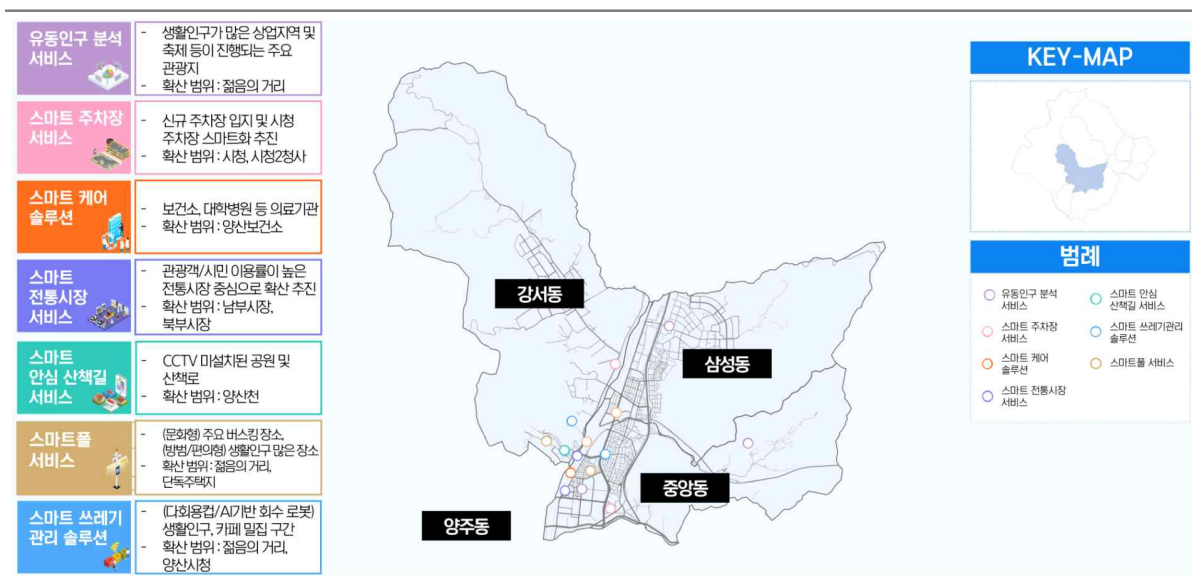 유동인구 분석
서비스
- 생활인구가 많은 상업지역 및
축제 등이 진행되는 주요
관광지
- 확산 범위 : 젊음의 거리
스마트 주차장
서비스
- 신규 주차장 입지 및 시청
주차장 스마트화 추진
- 확산 범위 : 시청, 시청2청사
스마트 케어
솔루션
- 보건소, 대학병원 등 의료기관
- 확산 범위 : 양산보건소
스마트
전통시장
서비스
- 관광객/시민 이용률이 높은
전통시장 중심으로 확산 추진
- 확산 범위 : 남부시장,
북부시장
스마트
안심 산책길
서비스
- CCTV 미설치된 공원 및
산책로
- 확산 범위 : 양산천
스마트폴
서비스
- (문화형) 주요 버스킹 장소,
(방범/편의형) 생활인구 많은 장소
- 확산 범위 : 젊음의 거리,
단독주택지
스마트 쓰레기
관리 솔루션
- (다회용컵/AI기반 회수 로봇)
생활인구, 카페 밀집 구간
- 확산 범위 : 젊음의 거리,
양산시청
강서동
삼성동
중앙동
양주동
KEY-MAP
범례
유동인구 분석
서비스
스마트 주차장
서비스
스마트 케어
솔루션
스마트 전통시장
서비스
스마트 안심
산책길 서비스
스마트 쓰레기관리
솔루션
스마트폴 서비스